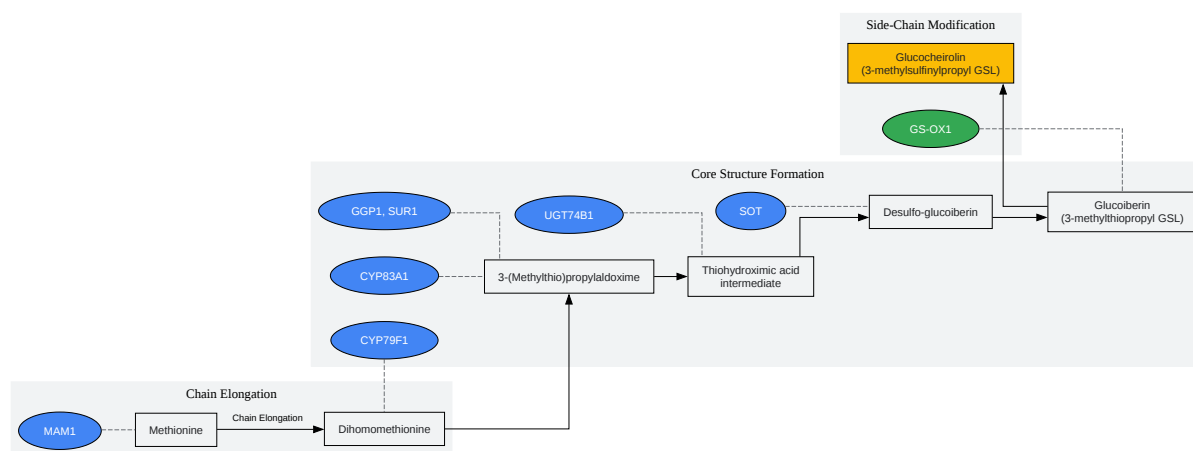 Side-Chain Modification
Glucocheirolin
(3-methylsulfinylpropyl GSL)
GS-OX1
Core Structure Formation
GGP1, SUR1
UGT74B1
SOT
Desulfo-glucoiberin
Glucoiberin
(3-methylthiopropyl GSL)
CYP83A1
3-(Methylthio)propylaldoxime
Thiohydroximic acid
intermediate
CYP79F1
Chain Elongation
MAM1
Methionine
Chain Elongation
Dihomomethionine